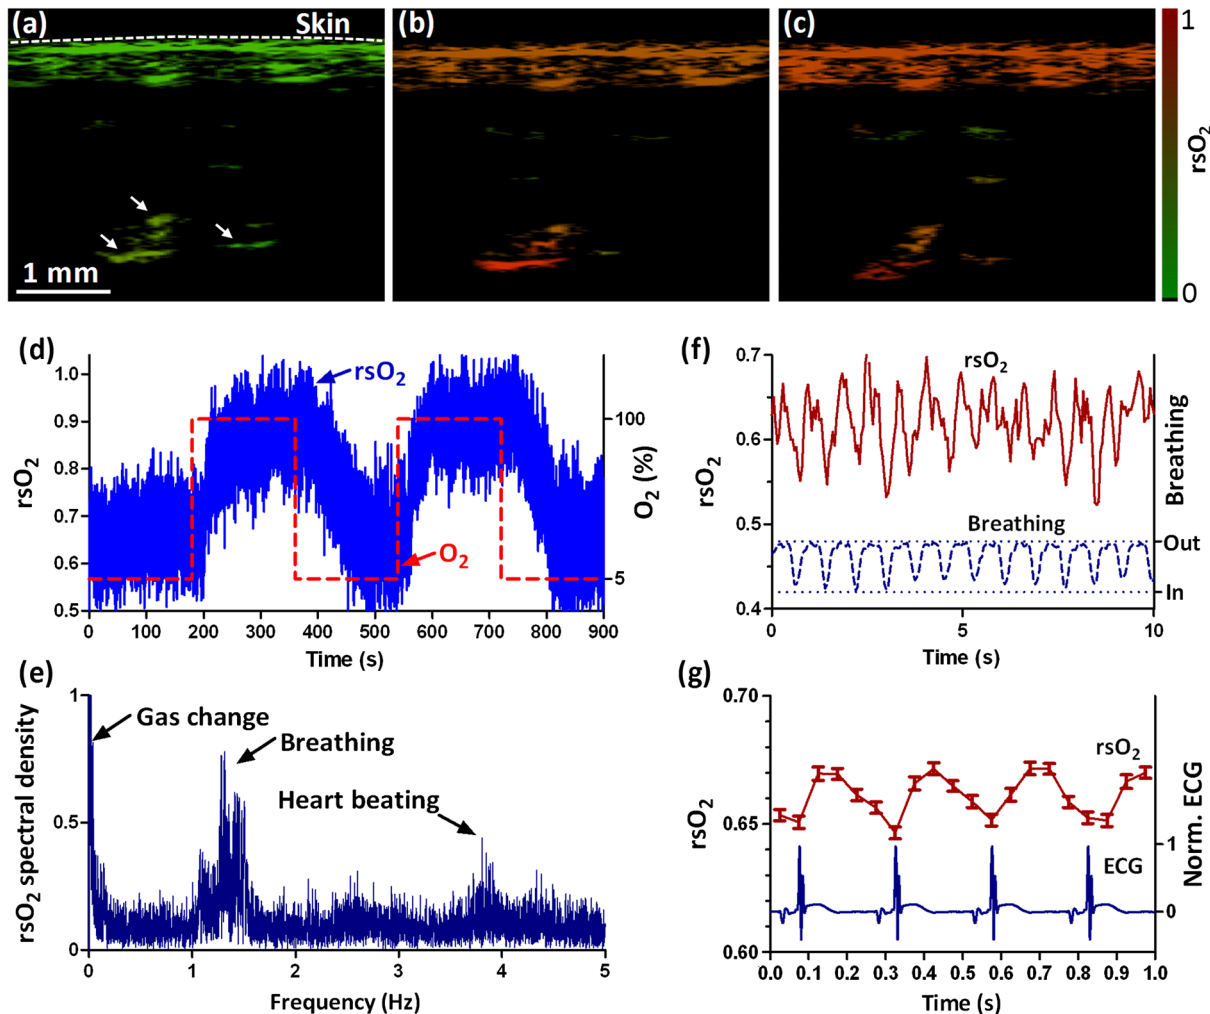 (a)
Skin
(b)
(c)
1
rsO2
0
1 mm
(d)
1.0
0.9
0.8
0.7
0.6
0.5
rsO2
rsO2
O2
100
5
O2 (%)
0 100 200 300 400 500 600 700 800 900
Time (s)
(f)
0.7
0.6
0.5
0.4
rsO2
rsO2
Breathing
Breathing
Out
In
0 5 10
Time (s)
(e)
1
0.5
0
rsO2 spectral density
Gas change
Breathing
Heart beating
0 1 2 3 4 5
Frequency (Hz)
(g)
0.70
0.65
0.60
rsO2
rsO2
ECG
1
0
Norm. ECG
0.0 0.1 0.2 0.3 0.4 0.5 0.6 0.7 0.8 0.9 1.0
Time (s)